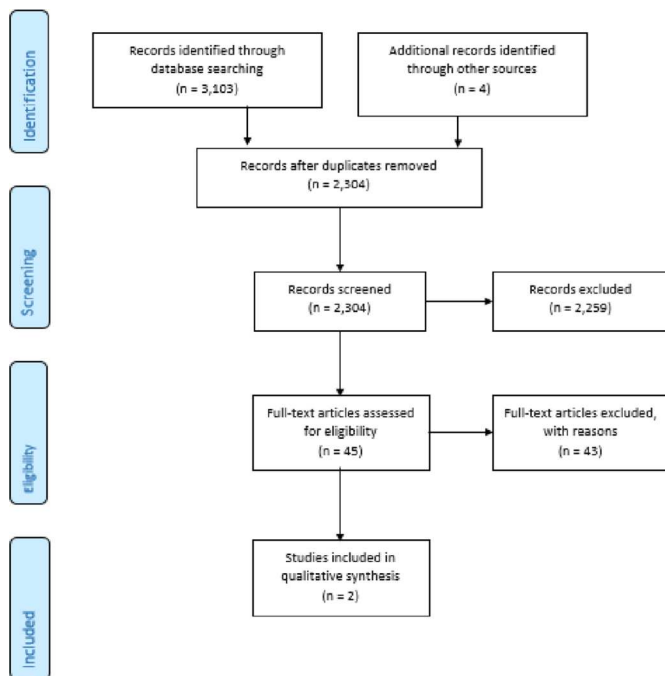 Identification
Records identified through
database searching
(n = 3,103)
Additional records identified
through other sources
(n = 4)
Records after duplicates removed
(n = 2,304)
Screening
Records screened
(n = 2,304)
Records excluded
(n = 2,259)
Eligibility
Full-text articles assessed
for eligibility
(n = 45)
Full-text articles excluded,
with reasons
(n = 43)
Included
Studies included in
qualitative synthesis
(n = 2)